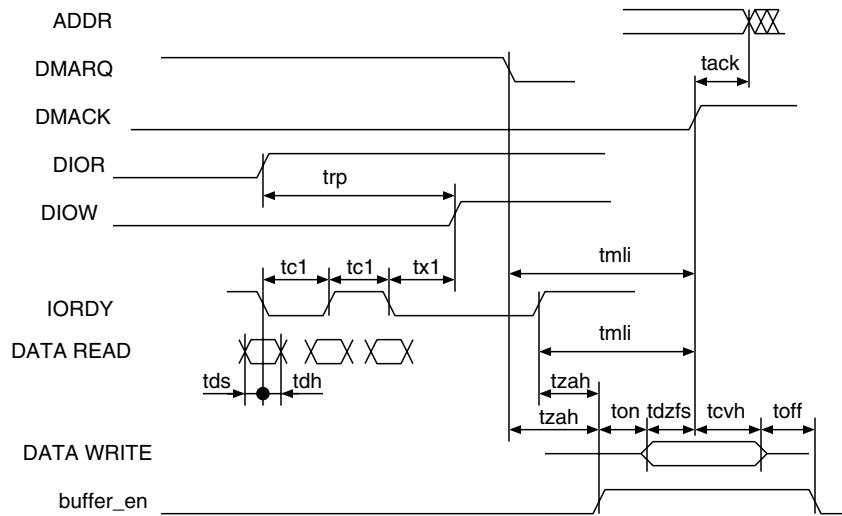 ADDR
DMARQ
tack
DMACK
DIOR
trp
DIOW
tc1 tc1 tx1 tmli
IORDY
DATA READ
tmli
tds tdh tzah
tzah ton tdzfs tcvh toff
DATA WRITE
buffer_en